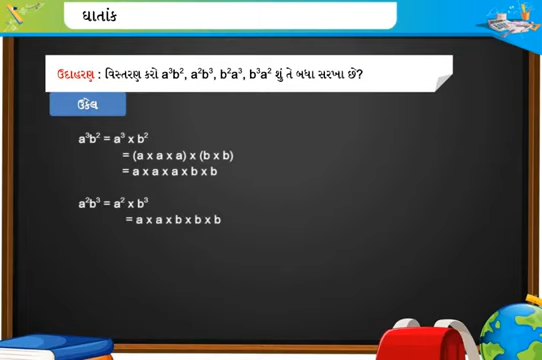 ઘાતાંક
ઉદાહરણ : વિસ્તરણ કરો a³b², a²b³, b²a³, b³a² શું તે બધા સરખા છે?
ઉકેલ
a³b² = a³ x b²
= (a x a x a) x (b x b)
= a x a x a x b x b
a²b³ = a² x b³
= a x a x b x b x b